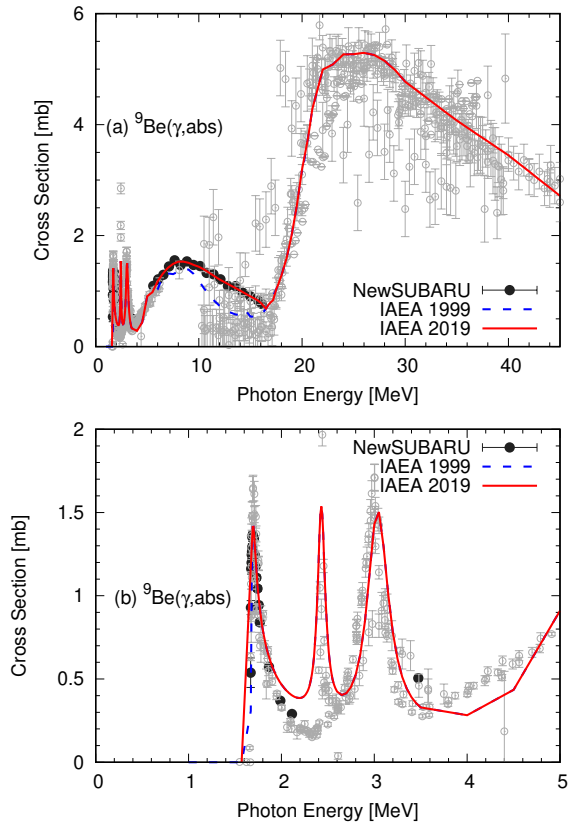 6
4
2
0
Cross Section [mb]
(a) ⁹Be(γ,abs)
NewSUBARU
IAEA 1999
IAEA 2019
0 10 20 30 40
Photon Energy [MeV]
2
1.5
1
0.5
0
Cross Section [mb]
(b) ⁹Be(γ,abs)
NewSUBARU
IAEA 1999
IAEA 2019
0 1 2 3 4 5
Photon Energy [MeV]